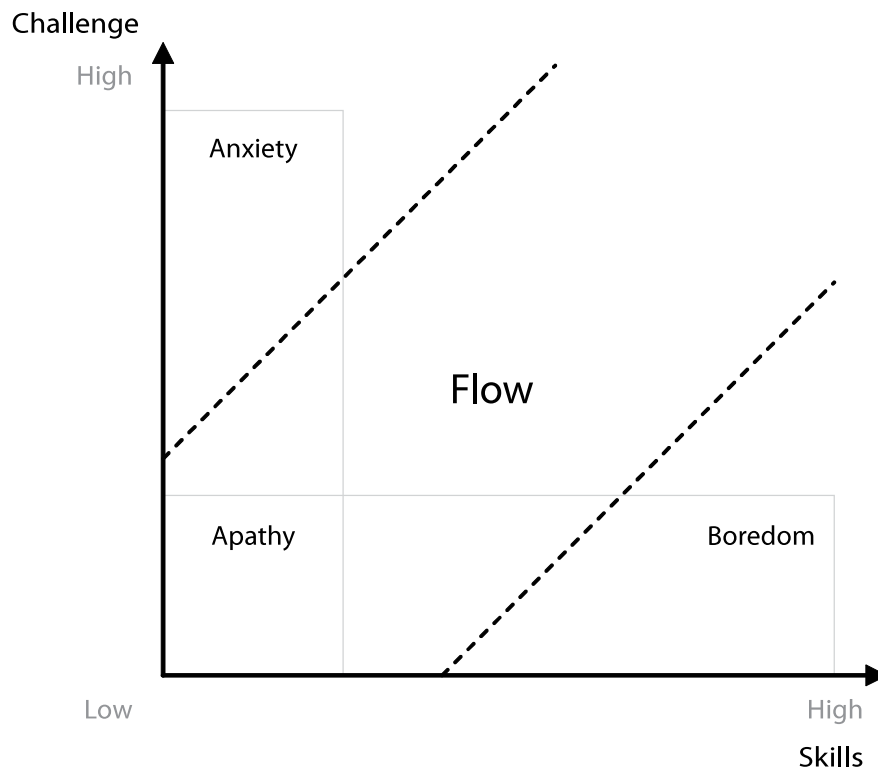 Challenge
High
Anxiety
Flow
Apathy
Boredom
Low
High
Skills